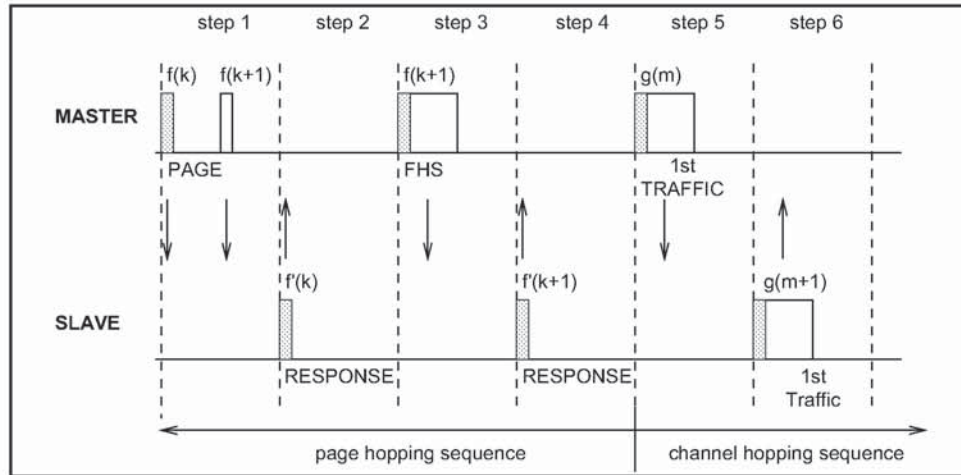 step 1 step 2 step 3 step 4 step 5 step 6
f(k) f(k+1) f(k+1) g(m)
MASTER
PAGE FHS 1st
TRAFFIC
f'(k) f'(k+1) g(m+1)
SLAVE
RESPONSE RESPONSE 1st
Traffic
page hopping sequence channel hopping sequence